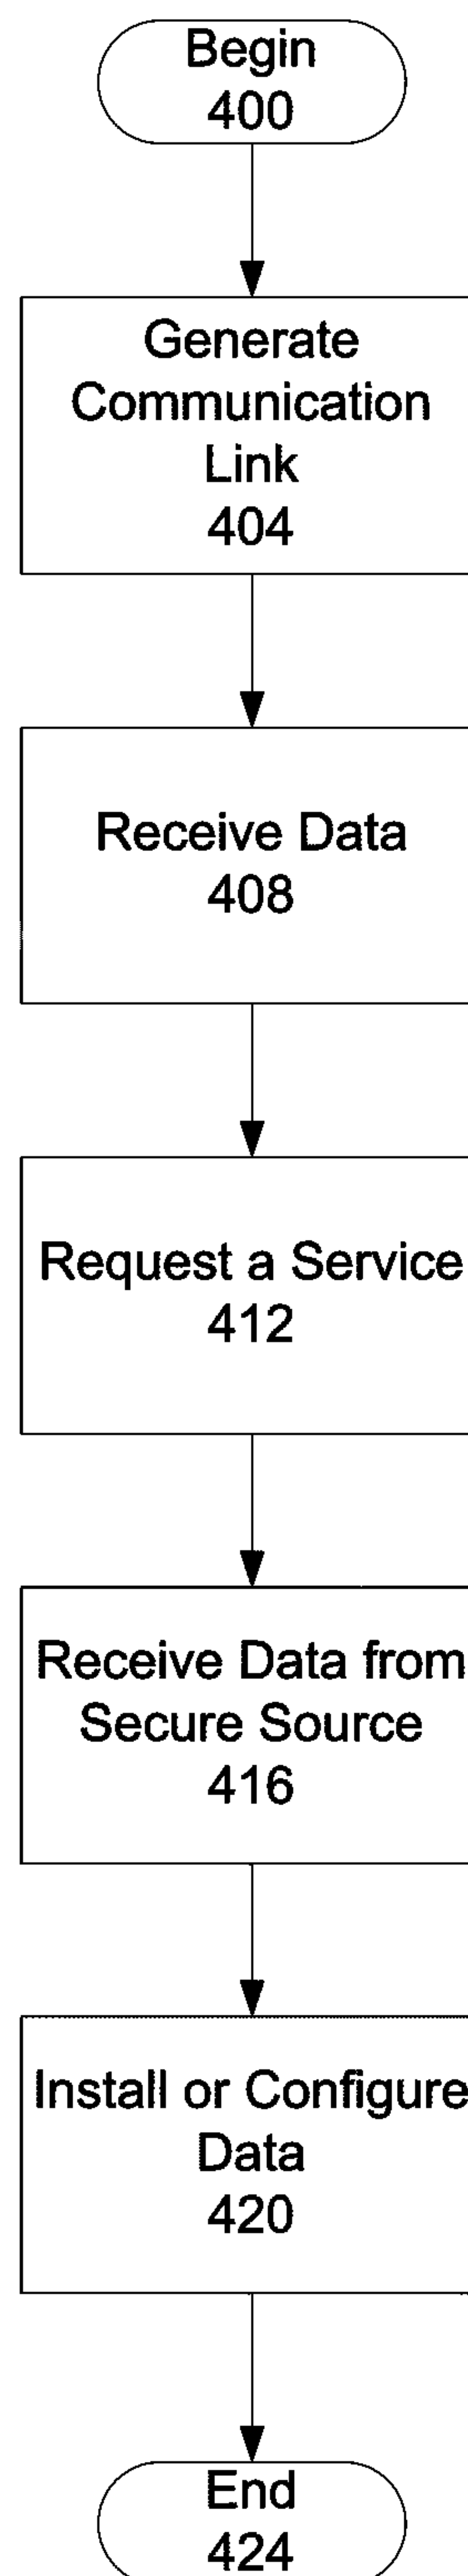 Begin
400
Generate
Communication
Link
404
Receive Data
408
Request a Service
412
Receive Data from
Secure Source
416
Install or Configure
Data
420
End
424